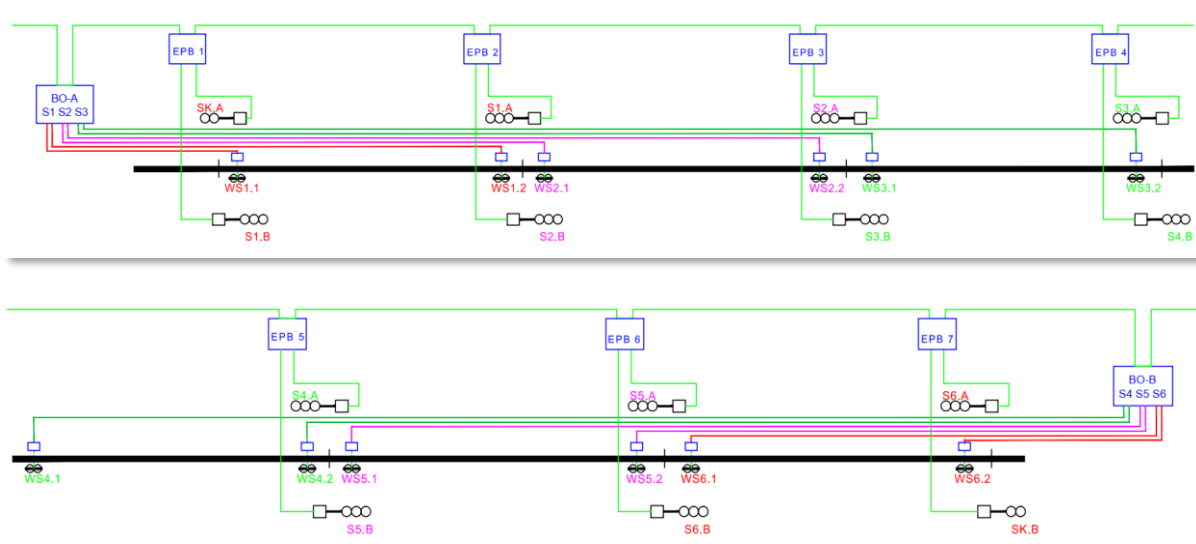 EPB 1
EPB 2
EPB 3
EPB 4
BO-A
S1 S2 S3
SK.A
S1.A
S2.A
S3.A
WS1.1
WS1.2
WS2.1
WS2.2
WS3.1
WS3.2
S1.B
S2.B
S3.B
S4.B
EPB 5
EPB 6
EPB 7
BO-B
S4 S5 S6
S4.A
S5.A
S6.A
WS4.1
WS4.2
WS5.1
WS5.2
WS6.1
WS6.2
S5.B
S6.B
SK.B